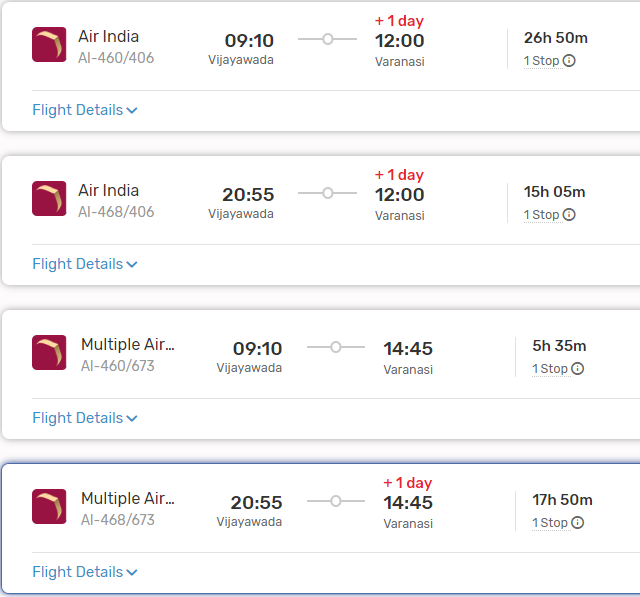 + 1 day
Air India 09:10 12:00 26h 50m
AI-460/406 Vijayawada Varanasi 1 Stop
Flight Details
+ 1 day
Air India 20:55 12:00 15h 05m
AI-468/406 Vijayawada Varanasi 1 Stop
Flight Details
Multiple Air... 09:10 14:45 5h 35m
AI-460/673 Vijayawada Varanasi 1 Stop
Flight Details
+ 1 day
Multiple Air... 20:55 14:45 17h 50m
AI-468/673 Vijayawada Varanasi 1 Stop
Flight Details